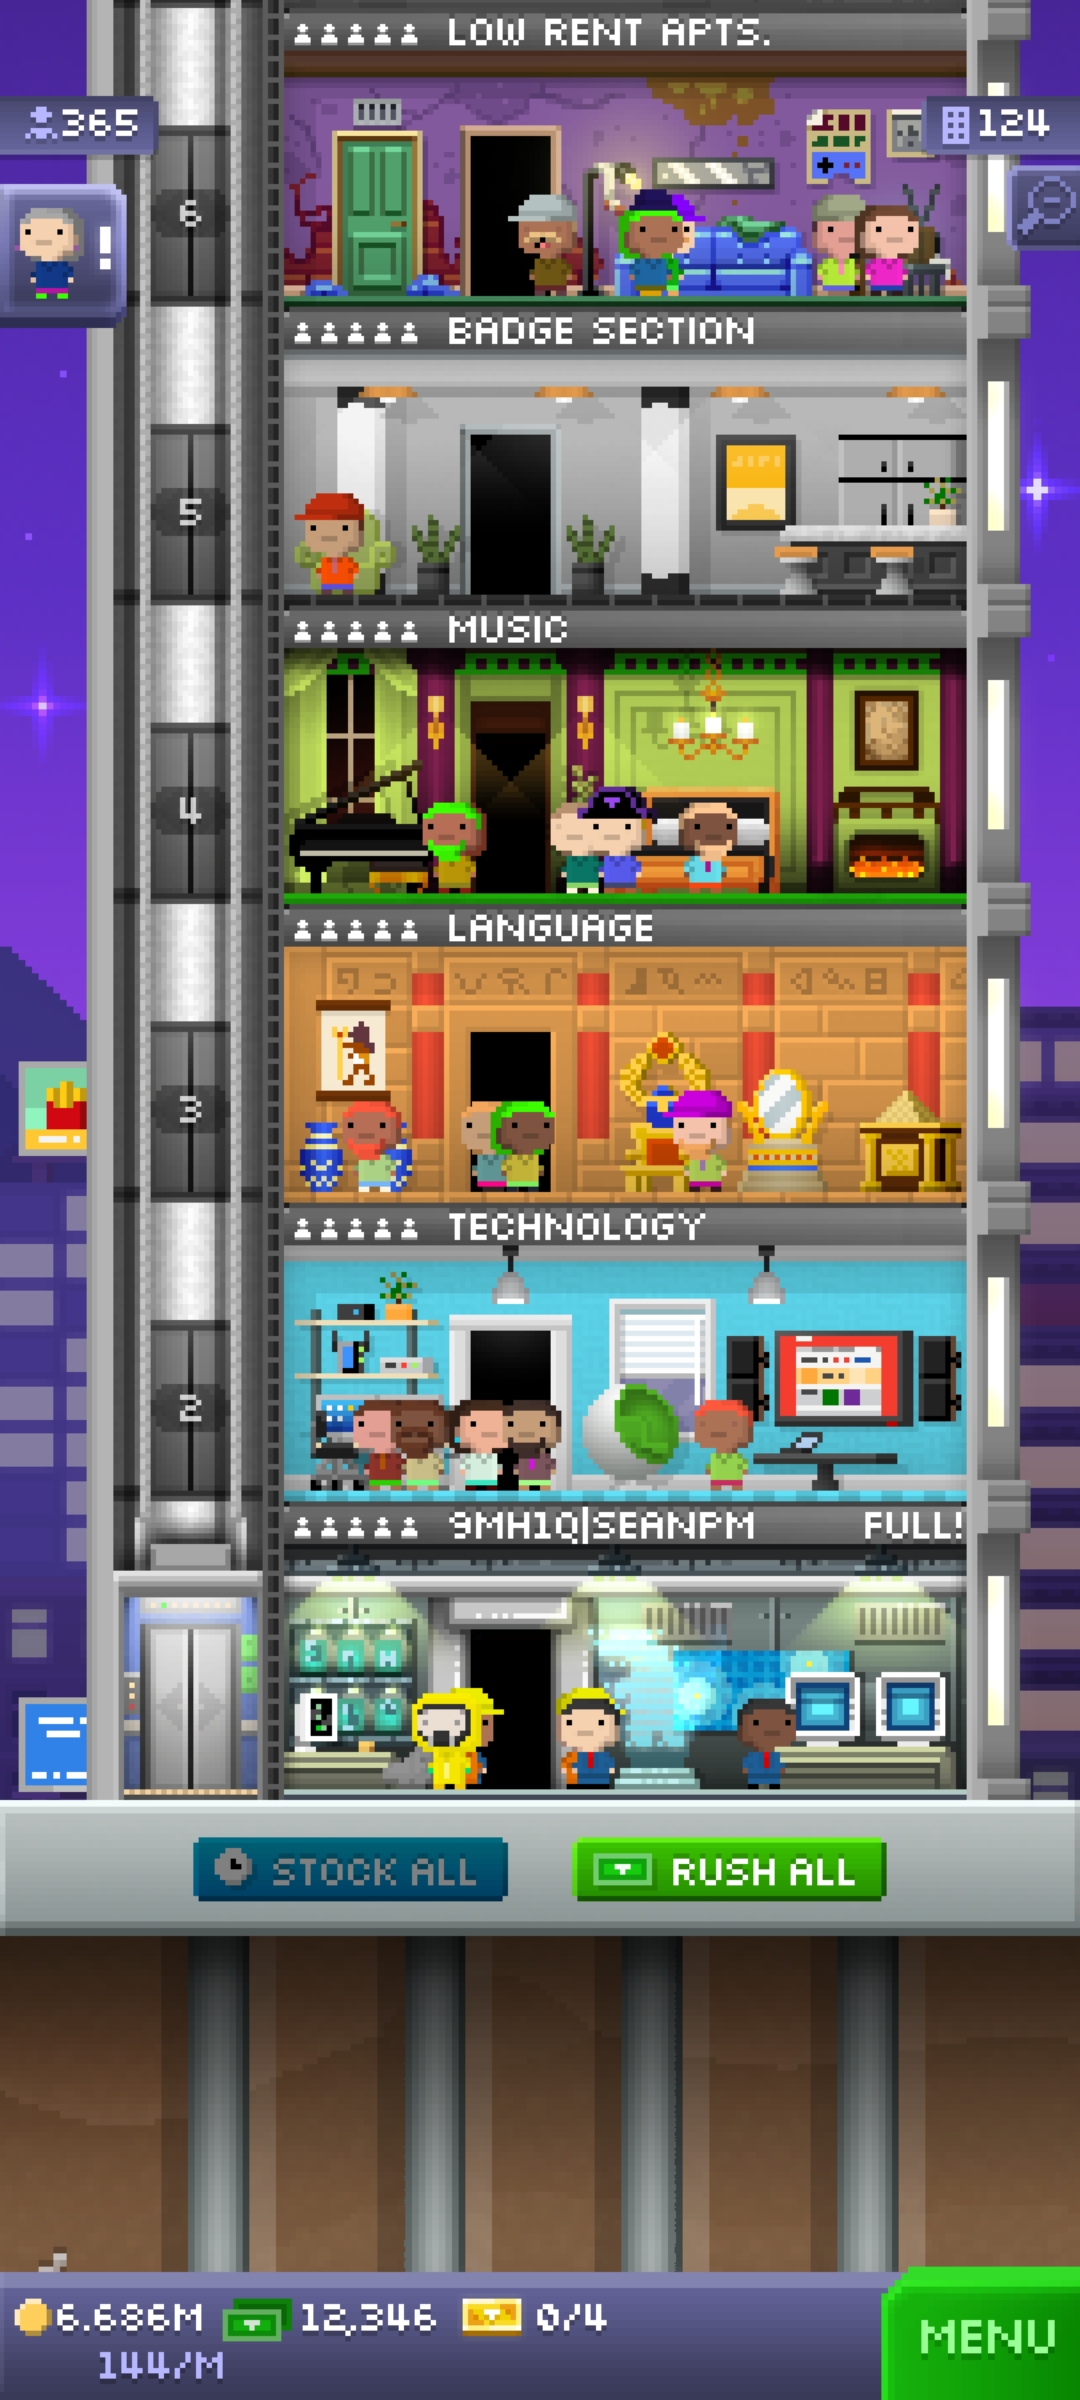 LOW RENT APTS.
365
124
6
!
BADGE SECTION
5
MUSIC
4
LANGUAGE
3
TECHNOLOGY
2
9MH1Q|SEANPM FULL!
STOCK ALL
RUSH ALL
6.686M 12,346 0/4
144/M
MENU